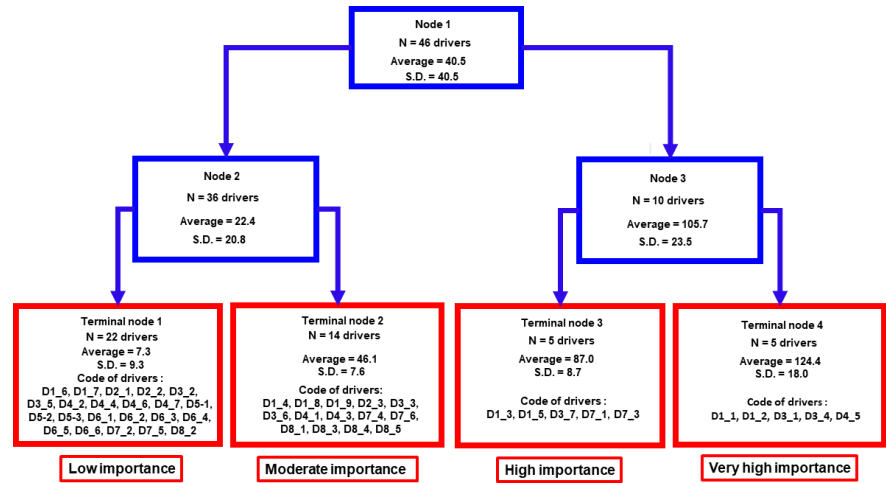 Node 1
N = 46 drivers
Average = 40.5
S.D. = 40.5
Node 2
N = 36 drivers
Average = 22.4
S.D. = 20.8
Node 3
N = 10 drivers
Average = 105.7
S.D. = 23.5
Terminal node 1
N = 22 drivers
Average = 7.3
S.D. = 9.3
Code of drivers :
D1_6, D1_7, D2_1, D2_2, D3_2,
D3_5, D4_2, D4_4, D4_6, D4_7, D5-1,
D5-2, D5-3, D6_1, D6_2, D6_3, D6_4,
D6_5, D6_6, D7_2, D7_5, D8_2
Low importance
Terminal node 2
N = 14 drivers
Average = 46.1
S.D. = 7.6
Code of drivers:
D1_4, D1_8, D1_9, D2_3, D3_3,
D3_6, D4_1, D4_3, D7_4, D7_6,
D8_1, D8_3, D8_4, D8_5
Moderate importance
Terminal node 3
N = 5 drivers
Average = 87.0
S.D. = 8.7
Code of drivers :
D1_3, D1_5, D3_7, D7_1, D7_3
High importance
Terminal node 4
N = 5 drivers
Average = 124.4
S.D. = 18.0
Code of drivers :
D1_1, D1_2, D3_1, D3_4, D4_5
Very high importance